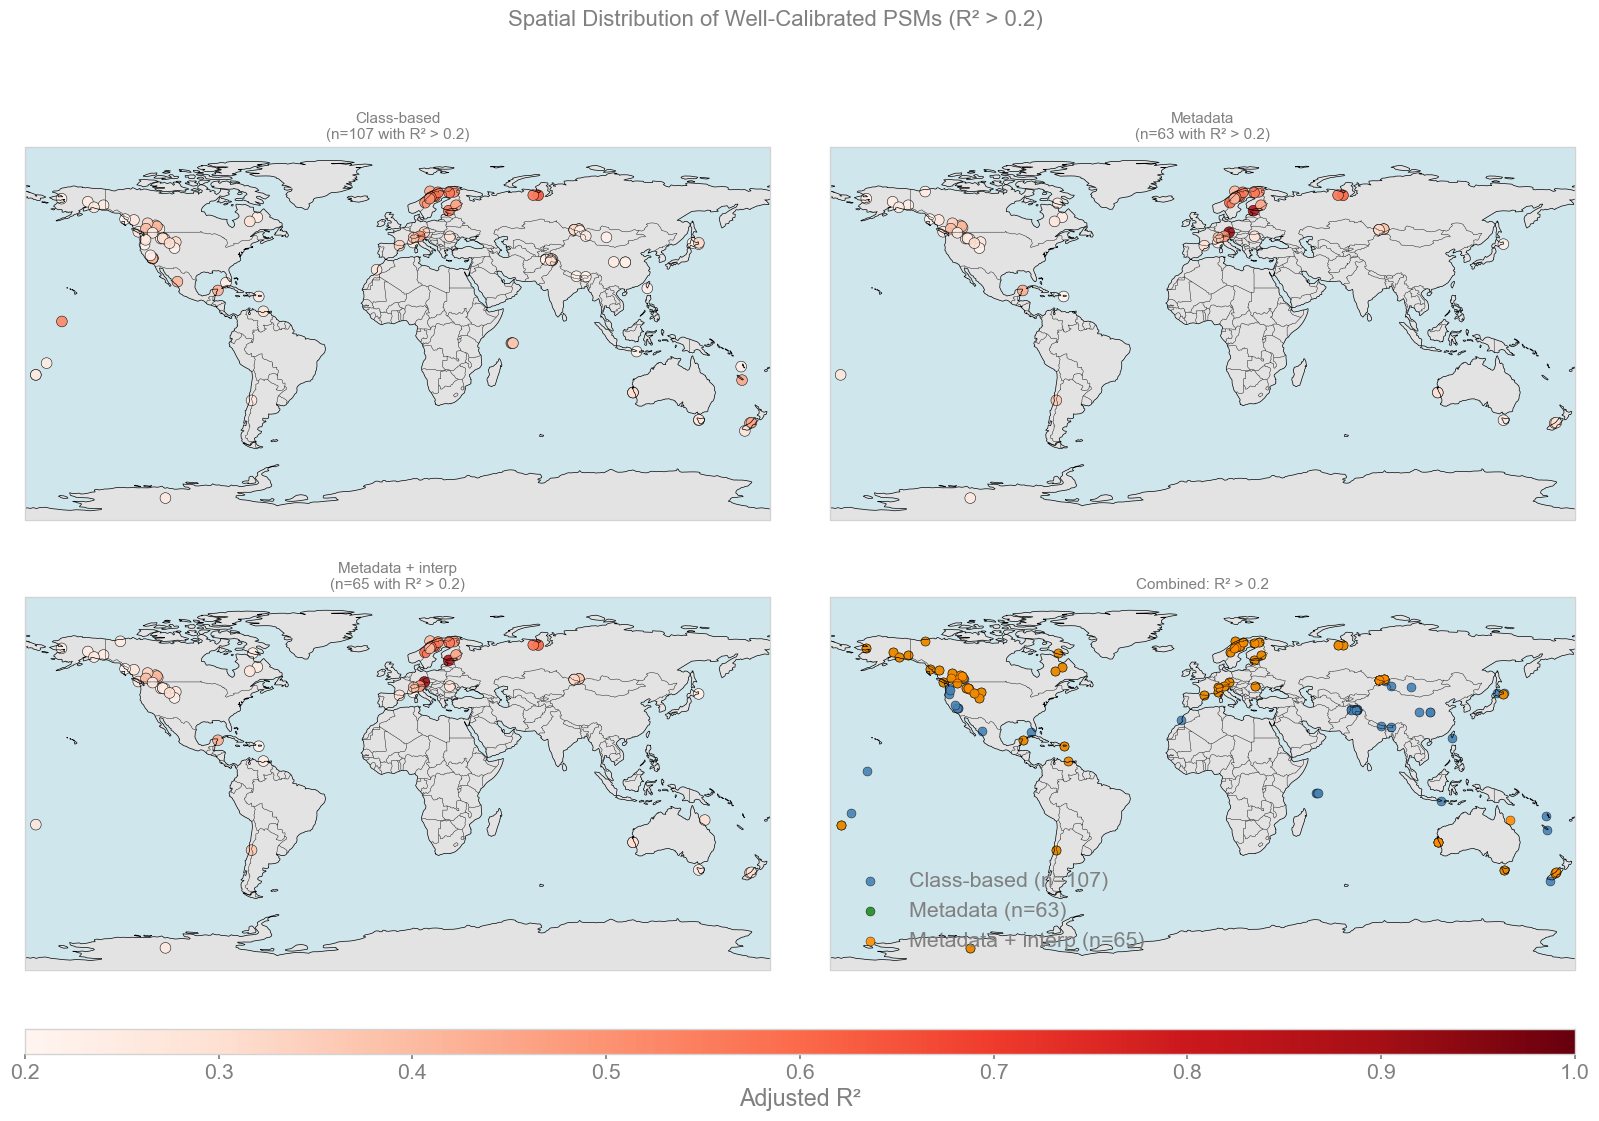 Spatial Distribution of Well-Calibrated PSMs (R² > 0.2)
Class-based
(n=107 with R² > 0.2)
Metadata
(n=63 with R² > 0.2)
Metadata + interp
(n=65 with R² > 0.2)
Combined: R² > 0.2
Class-based (n=107)
Metadata (n=63)
Metadata + interp (n=65)
0.2 0.3 0.4 0.5 0.6 0.7 0.8 0.9 1.0
Adjusted R²